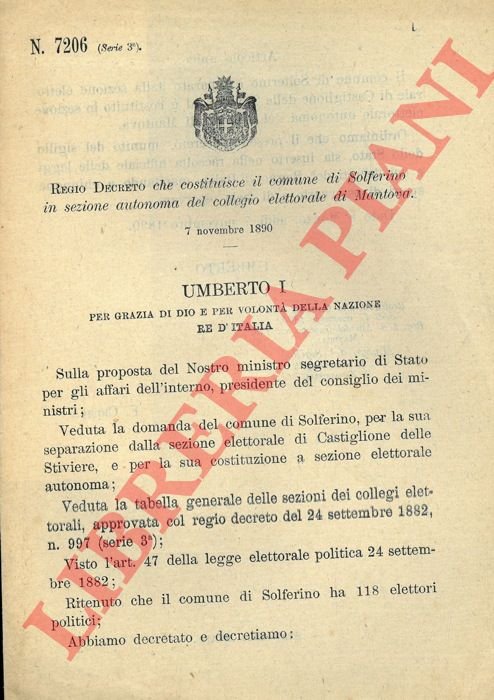 N. 7206 (Serie 3ª).
REGIO DECRETO che costituisce il comune di Solferino
in sezione autonoma del collegio elettorale di Mantova.
7 novembre 1890
UMBERTO I
PER GRAZIA DI DIO E PER VOLONTÀ DELLA NAZIONE
RE D'ITALIA
Sulla proposta del Nostro ministro segretario di Stato
per gli affari dell'interno, presidente del consiglio dei mi-
nistri;
Veduta la domanda del comune di Solferino, per la sua
separazione dalla sezione elettorale di Castiglione delle
Stiviere, e per la sua costituzione a sezione elettorale
autonoma;
Veduta la tabella generale delle sezioni dei collegi elet-
torali, approvata col regio decreto del 24 settembre 1882,
n. 997 (serie 3ª);
Visto l'art. 47 della legge elettorale politica 24 settem-
bre 1882;
Ritenuto che il comune di Solferino ha 118 elettori
politici;
Abbiamo decretato e decretiamo:
LIBRERIA PIANI